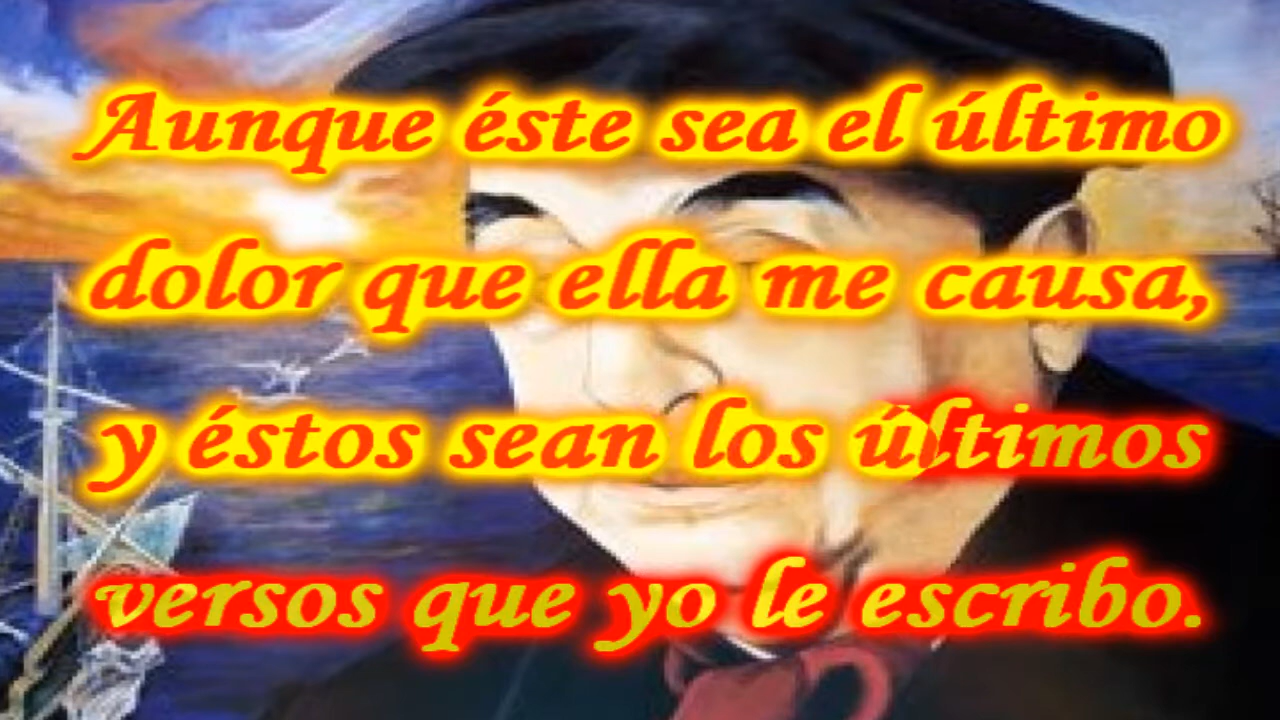 Aunque éste sea el último
dolor que ella me causa,
y éstos sean los últimos
versos que yo le escribo.